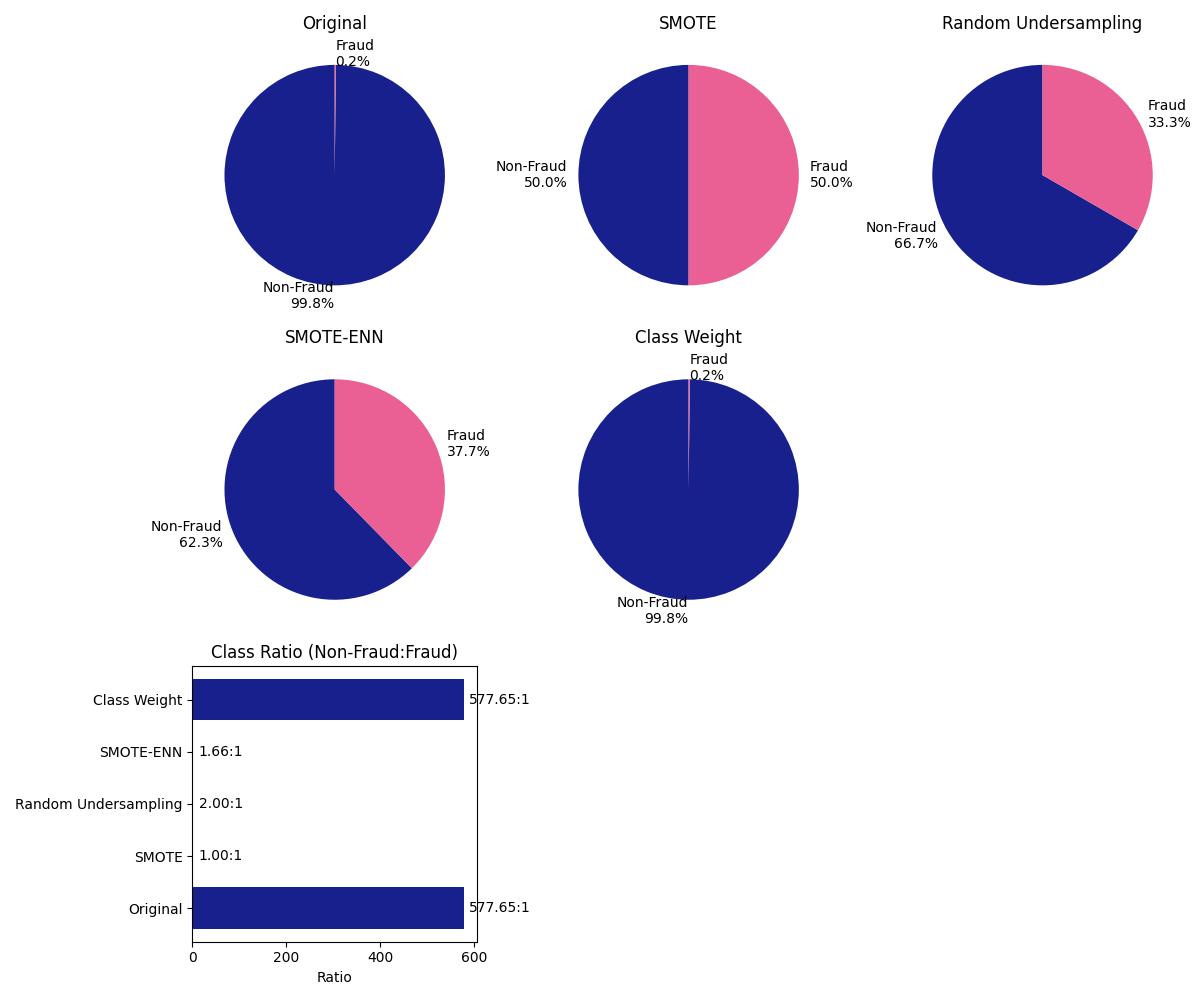 Original
Fraud
0.2%
Non-Fraud
99.8%
SMOTE
Non-Fraud
50.0%
Fraud
50.0%
Random Undersampling
Fraud
33.3%
Non-Fraud
66.7%
SMOTE-ENN
Fraud
37.7%
Non-Fraud
62.3%
Class Weight
Fraud
0.2%
Non-Fraud
99.8%
Class Ratio (Non-Fraud:Fraud)
Class Weight 577.65:1
SMOTE-ENN 1.66:1
Random Undersampling 2.00:1
SMOTE 1.00:1
Original 577.65:1
0 200 400 600
Ratio